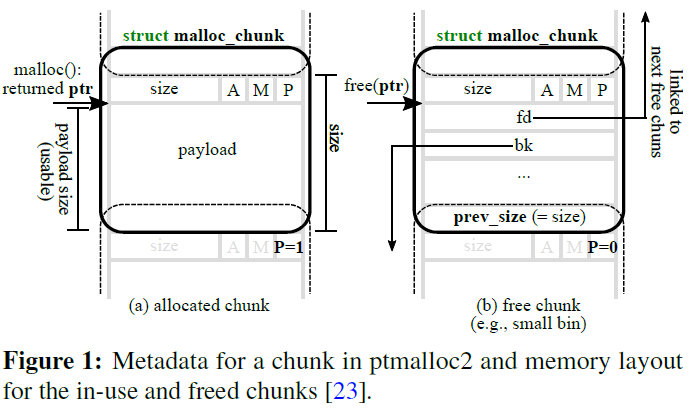 struct malloc_chunk
malloc():
returned ptr
size A M P
payload size
(usable)
payload
size
size A M P=1
(a) allocated chunk
struct malloc_chunk
free(ptr)
size A M P
fd
bk
...
prev_size (= size)
size A M P=0
linked to
next free chuns
(b) free chunk
(e.g., small bin)
Figure 1: Metadata for a chunk in ptmalloc2 and memory layout
for the in-use and freed chunks [23].